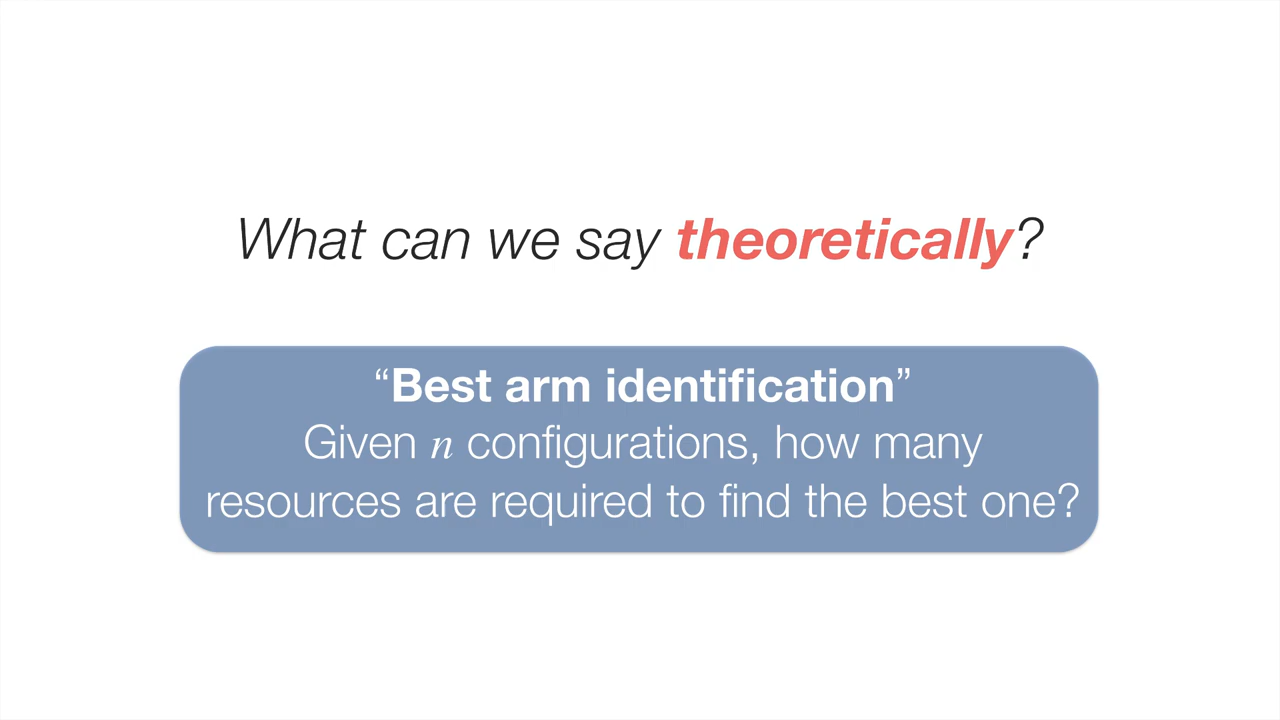 What can we say theoretically?
“Best arm identification”
Given n configurations, how many
resources are required to find the best one?